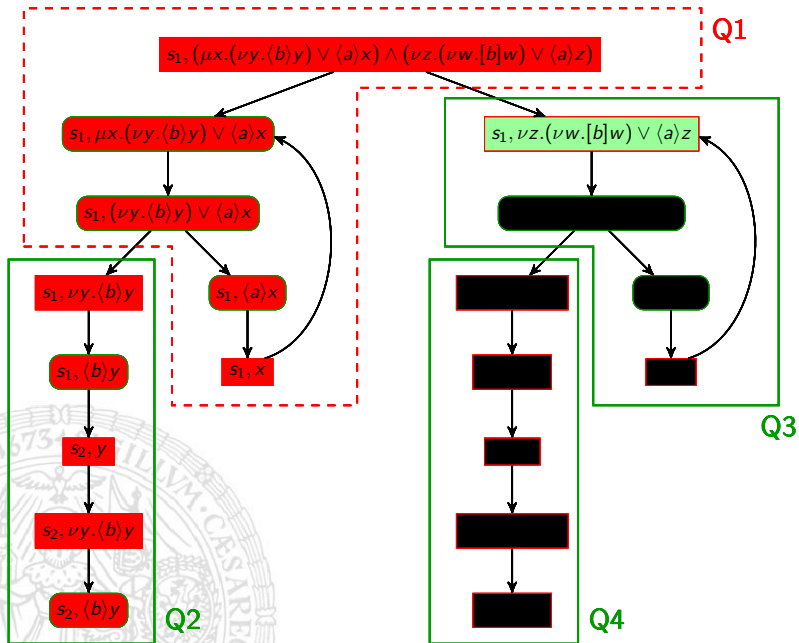 Q1
s₁, (μx.(νy.⟨b⟩y) ∨ ⟨a⟩x) ∧ (νz.(νw.[b]w) ∨ ⟨a⟩z)
s₁, μx.(νy.⟨b⟩y) ∨ ⟨a⟩x
s₁, νz.(νw.[b]w) ∨ ⟨a⟩z
s₁, (νy.⟨b⟩y) ∨ ⟨a⟩x
s₁, νy.⟨b⟩y
s₁, ⟨a⟩x
s₁, ⟨b⟩y
s₁, x
Q3
s₂, y
s₂, νy.⟨b⟩y
s₂, ⟨b⟩y
Q2
Q4